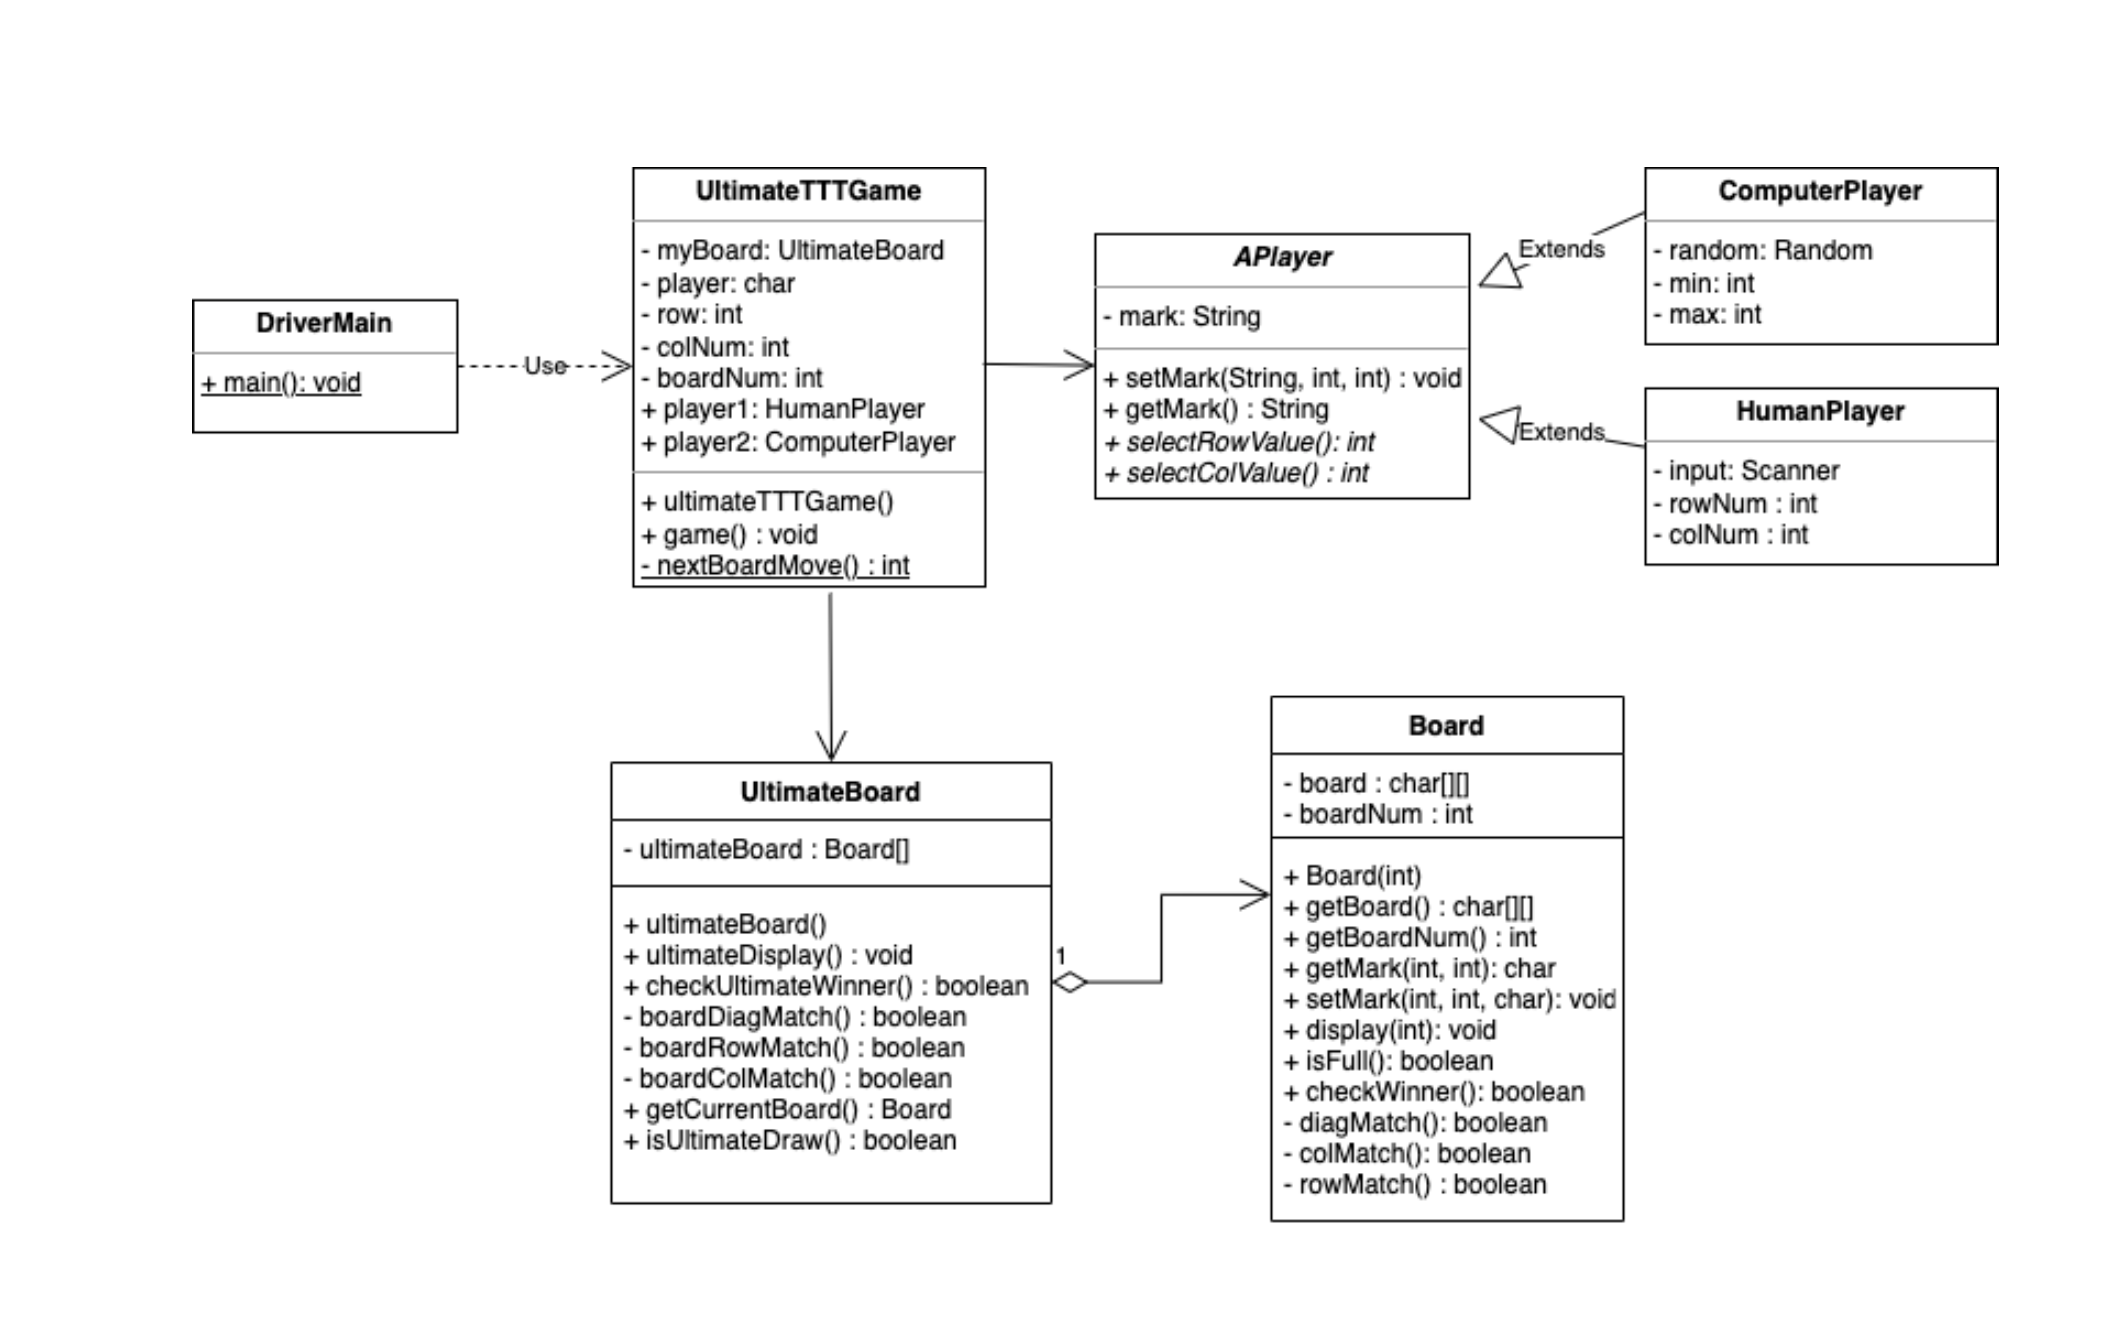 DriverMain
+ main(): void
Use
UltimateTTTGame
- myBoard: UltimateBoard
- player: char
- row: int
- colNum: int
- boardNum: int
+ player1: HumanPlayer
+ player2: ComputerPlayer
+ ultimateTTTGame()
+ game() : void
- nextBoardMove() : int
APlayer
- mark: String
+ setMark(String, int, int) : void
+ getMark() : String
+ selectRowValue(): int
+ selectColValue() : int
Extends
ComputerPlayer
- random: Random
- min: int
- max: int
Extends
HumanPlayer
- input: Scanner
- rowNum : int
- colNum : int
UltimateBoard
- ultimateBoard : Board[]
+ ultimateBoard()
+ ultimateDisplay() : void
+ checkUltimateWinner() : boolean
- boardDiagMatch() : boolean
- boardRowMatch() : boolean
- boardColMatch() : boolean
+ getCurrentBoard() : Board
+ isUltimateDraw() : boolean
1
Board
- board : char[][]
- boardNum : int
+ Board(int)
+ getBoard() : char[][]
+ getBoardNum() : int
+ getMark(int, int): char
+ setMark(int, int, char): void
+ display(int): void
+ isFull(): boolean
+ checkWinner(): boolean
- diagMatch(): boolean
- colMatch(): boolean
- rowMatch() : boolean